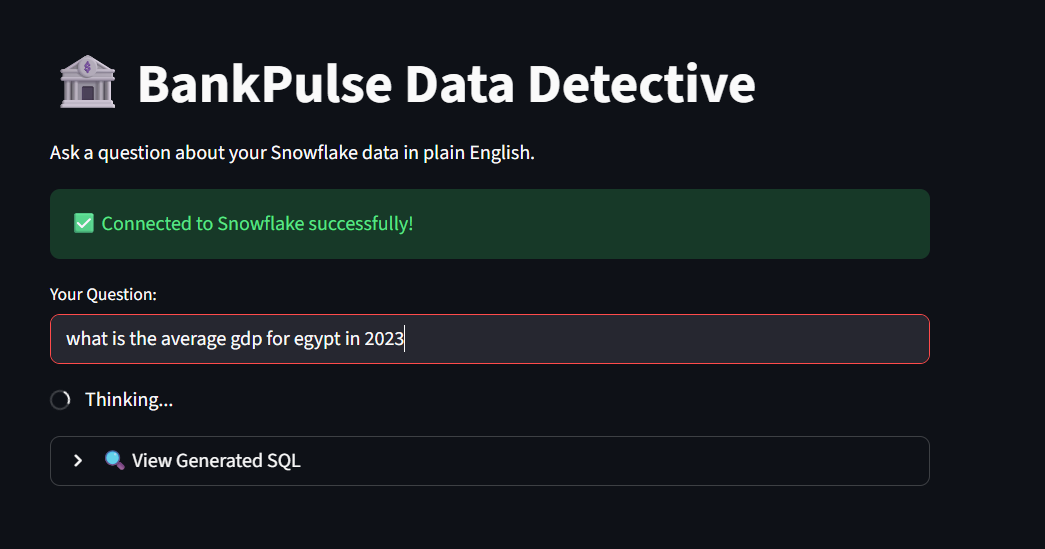 BankPulse Data Detective
Ask a question about your Snowflake data in plain English.
✅ Connected to Snowflake successfully!
Your Question:
what is the average gdp for egypt in 2023
Thinking...
🔍 View Generated SQL